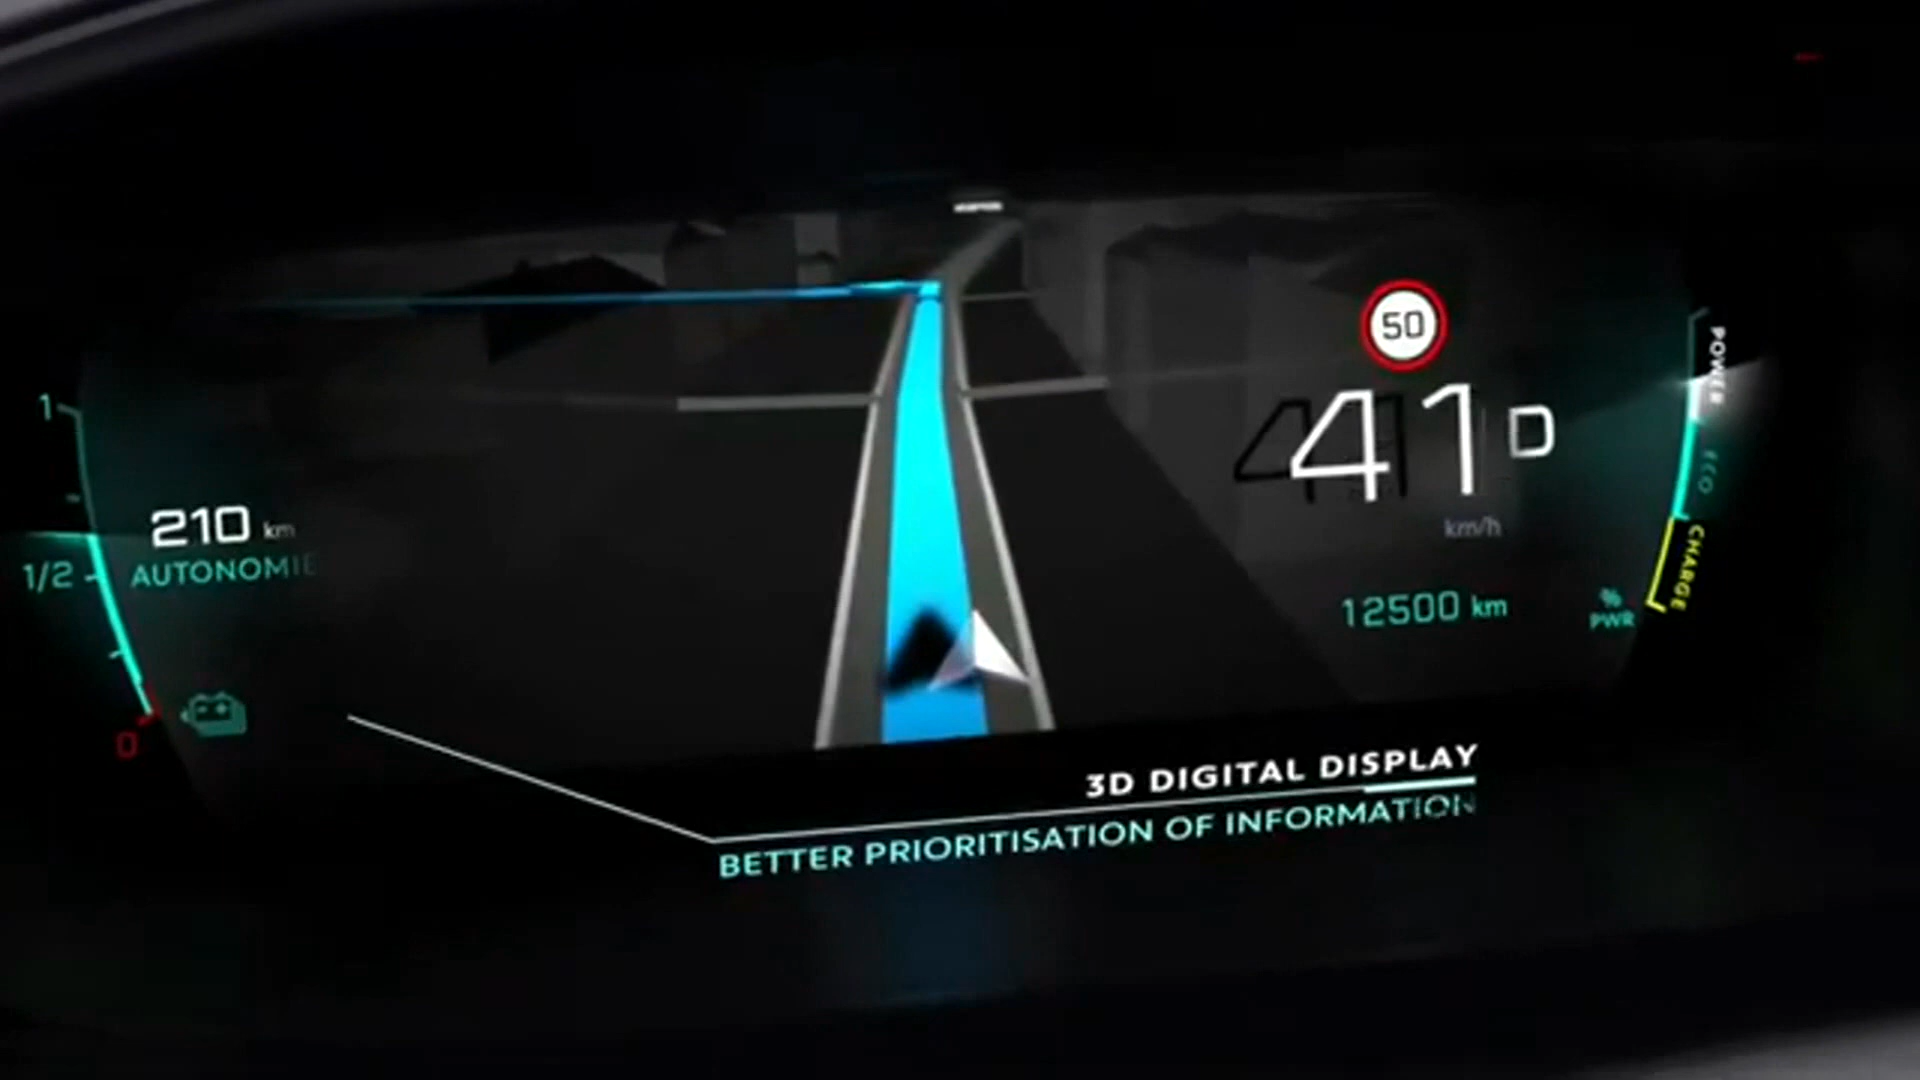 50
41 D
km/h
12500 km
%
PWR
POWER
ECO
CHARGE
1
210 km
AUTONOMIE
1/2
0
3D DIGITAL DISPLAY
BETTER PRIORITISATION OF INFORMATION